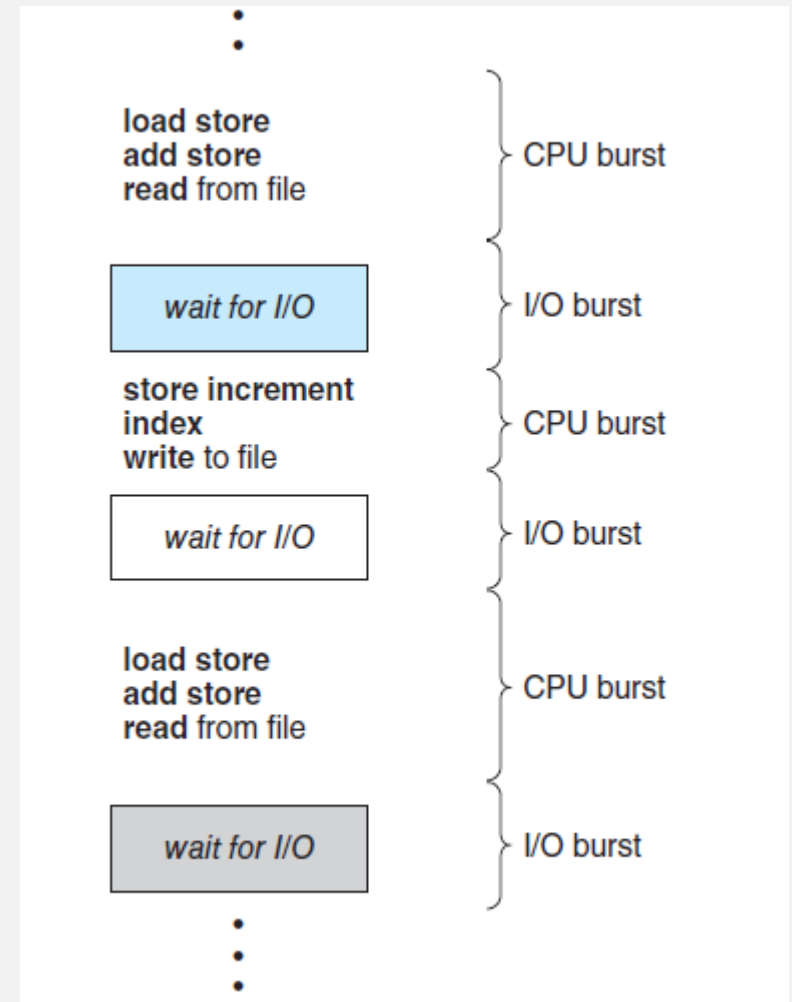 load store
add store
read from file
CPU burst
wait for I/O
I/O burst
store increment
index
write to file
CPU burst
wait for I/O
I/O burst
load store
add store
read from file
CPU burst
wait for I/O
I/O burst